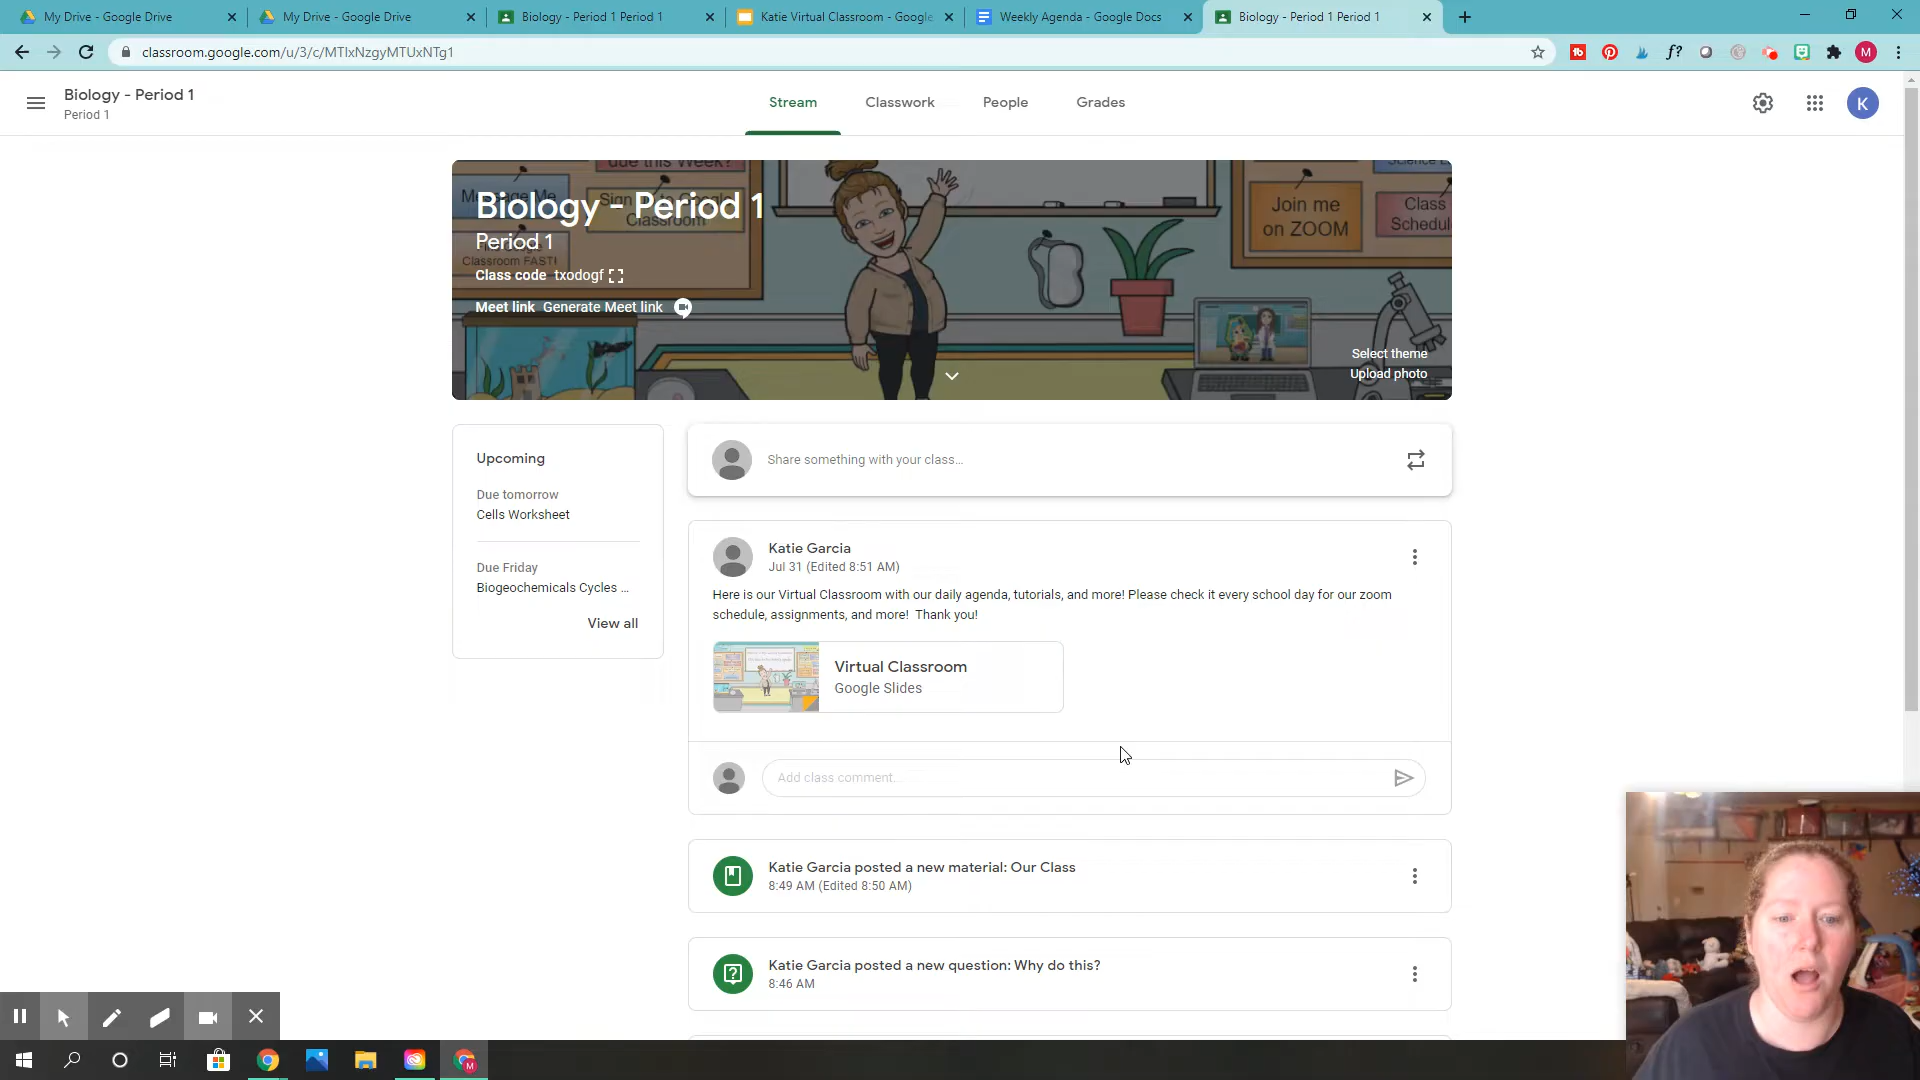 My Drive - Google Drive
My Drive - Google Drive
Biology - Period 1 Period 1
Katie Virtual Classroom - Google
Weekly Agenda - Google Docs
Biology - Period 1 Period 1
classroom.google.com/u/3/c/MTIxNzgyMTUxNTg1
f?
M
Biology - Period 1
Period 1
Stream
Classwork
People
Grades
K
due this Week?
Biology - Period 1
Period 1
Class code txodogf
Classroom FAST!
Meet link Generate Meet link
Join me
on ZOOM
Class
Schedul
Select theme
Upload photo
Upcoming
Due tomorrow
Cells Worksheet
Due Friday
Biogeochemicals Cycles ...
View all
Share something with your class...
Katie Garcia
Jul 31 (Edited 8:51 AM)
Here is our Virtual Classroom with our daily agenda, tutorials, and more! Please check it every school day for our zoom
schedule, assignments, and more! Thank you!
Virtual Classroom
Google Slides
Add class comment...
Katie Garcia posted a new material: Our Class
8:49 AM (Edited 8:50 AM)
Katie Garcia posted a new question: Why do this?
8:46 AM
M